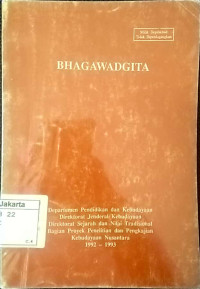 Milik Depdikbud
Tidak Diperdagangkan
BHAGAWADGITA
Jakarta
22
Departemen Pendidikan dan Kebudayaan
Direktorat Jenderal Kebudayaan
Direktorat Sejarah dan Nilai Tradisional
Bagian Proyek Penelitian dan Pengkajian
Kebudayaan Nusantara
1992 – 1993